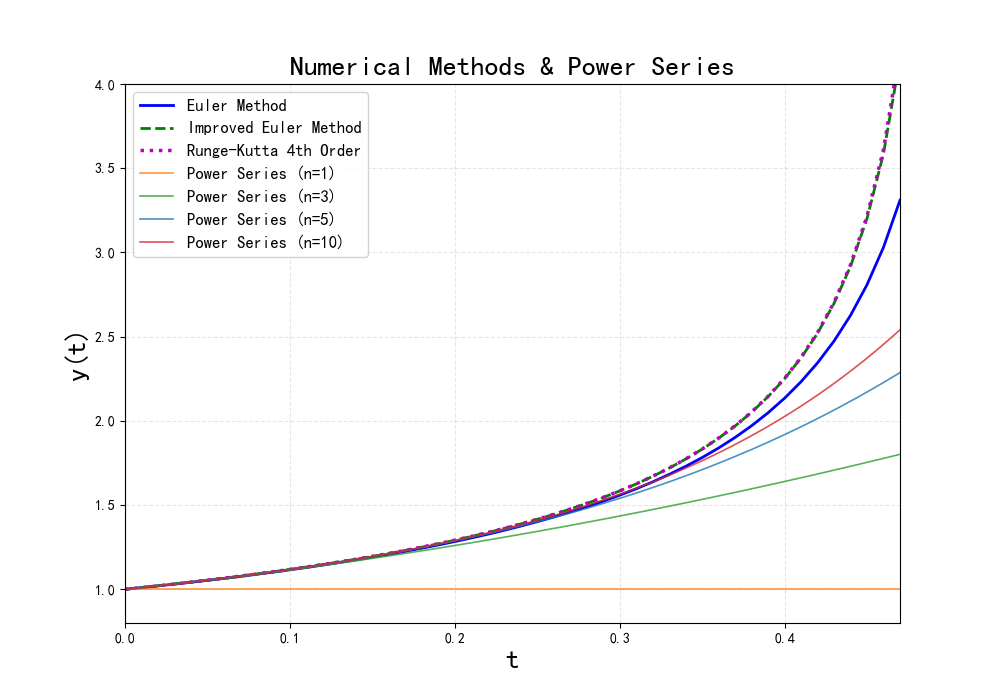 Numerical Methods & Power Series
Euler Method
Improved Euler Method
Runge-Kutta 4th Order
Power Series (n=1)
Power Series (n=3)
Power Series (n=5)
Power Series (n=10)
y(t)
4.0
3.5
3.0
2.5
2.0
1.5
1.0
0.0
0.1
0.2
0.3
0.4
t